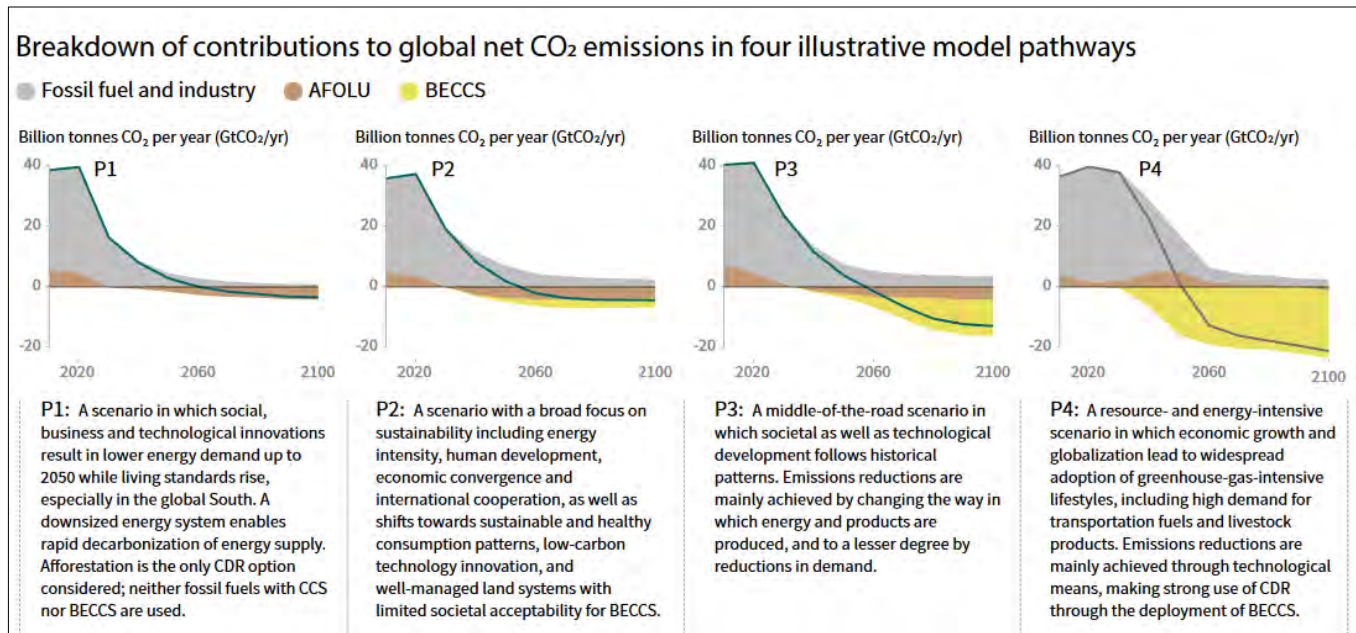 Breakdown of contributions to global net CO₂ emissions in four illustrative model pathways
Fossil fuel and industry AFOLU BECCS
Billion tonnes CO₂ per year (GtCO₂/yr)
40
20
0
-20
P1
2020 2060 2100
P1: A scenario in which social,
business and technological innovations
result in lower energy demand up to
2050 while living standards rise,
especially in the global South. A
downsized energy system enables
rapid decarbonization of energy supply.
Afforestation is the only CDR option
considered; neither fossil fuels with CCS
nor BECCS are used.
Billion tonnes CO₂ per year (GtCO₂/yr)
40
20
0
-20
P2
2020 2060 2100
P2: A scenario with a broad focus on
sustainability including energy
intensity, human development,
economic convergence and
international cooperation, as well as
shifts towards sustainable and healthy
consumption patterns, low-carbon
technology innovation, and
well-managed land systems with
limited societal acceptability for BECCS.
Billion tonnes CO₂ per year (GtCO₂/yr)
40
20
0
-20
P3
2020 2060 2100
P3: A middle-of-the-road scenario in
which societal as well as technological
development follows historical
patterns. Emissions reductions are
mainly achieved by changing the way in
which energy and products are
produced, and to a lesser degree by
reductions in demand.
Billion tonnes CO₂ per year (GtCO₂/yr)
40
20
0
-20
P4
2020 2060 2100
P4: A resource- and energy-intensive
scenario in which economic growth and
globalization lead to widespread
adoption of greenhouse-gas-intensive
lifestyles, including high demand for
transportation fuels and livestock
products. Emissions reductions are
mainly achieved through technological
means, making strong use of CDR
through the deployment of BECCS.